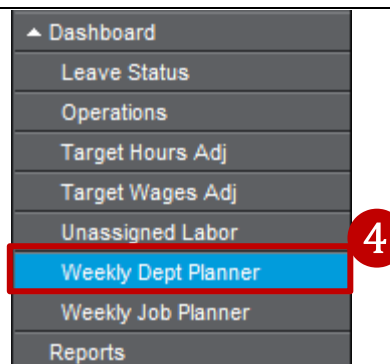 Dashboard
Leave Status
Operations
Target Hours Adj
Target Wages Adj
Unassigned Labor
4
Weekly Dept Planner
Weekly Job Planner
Reports